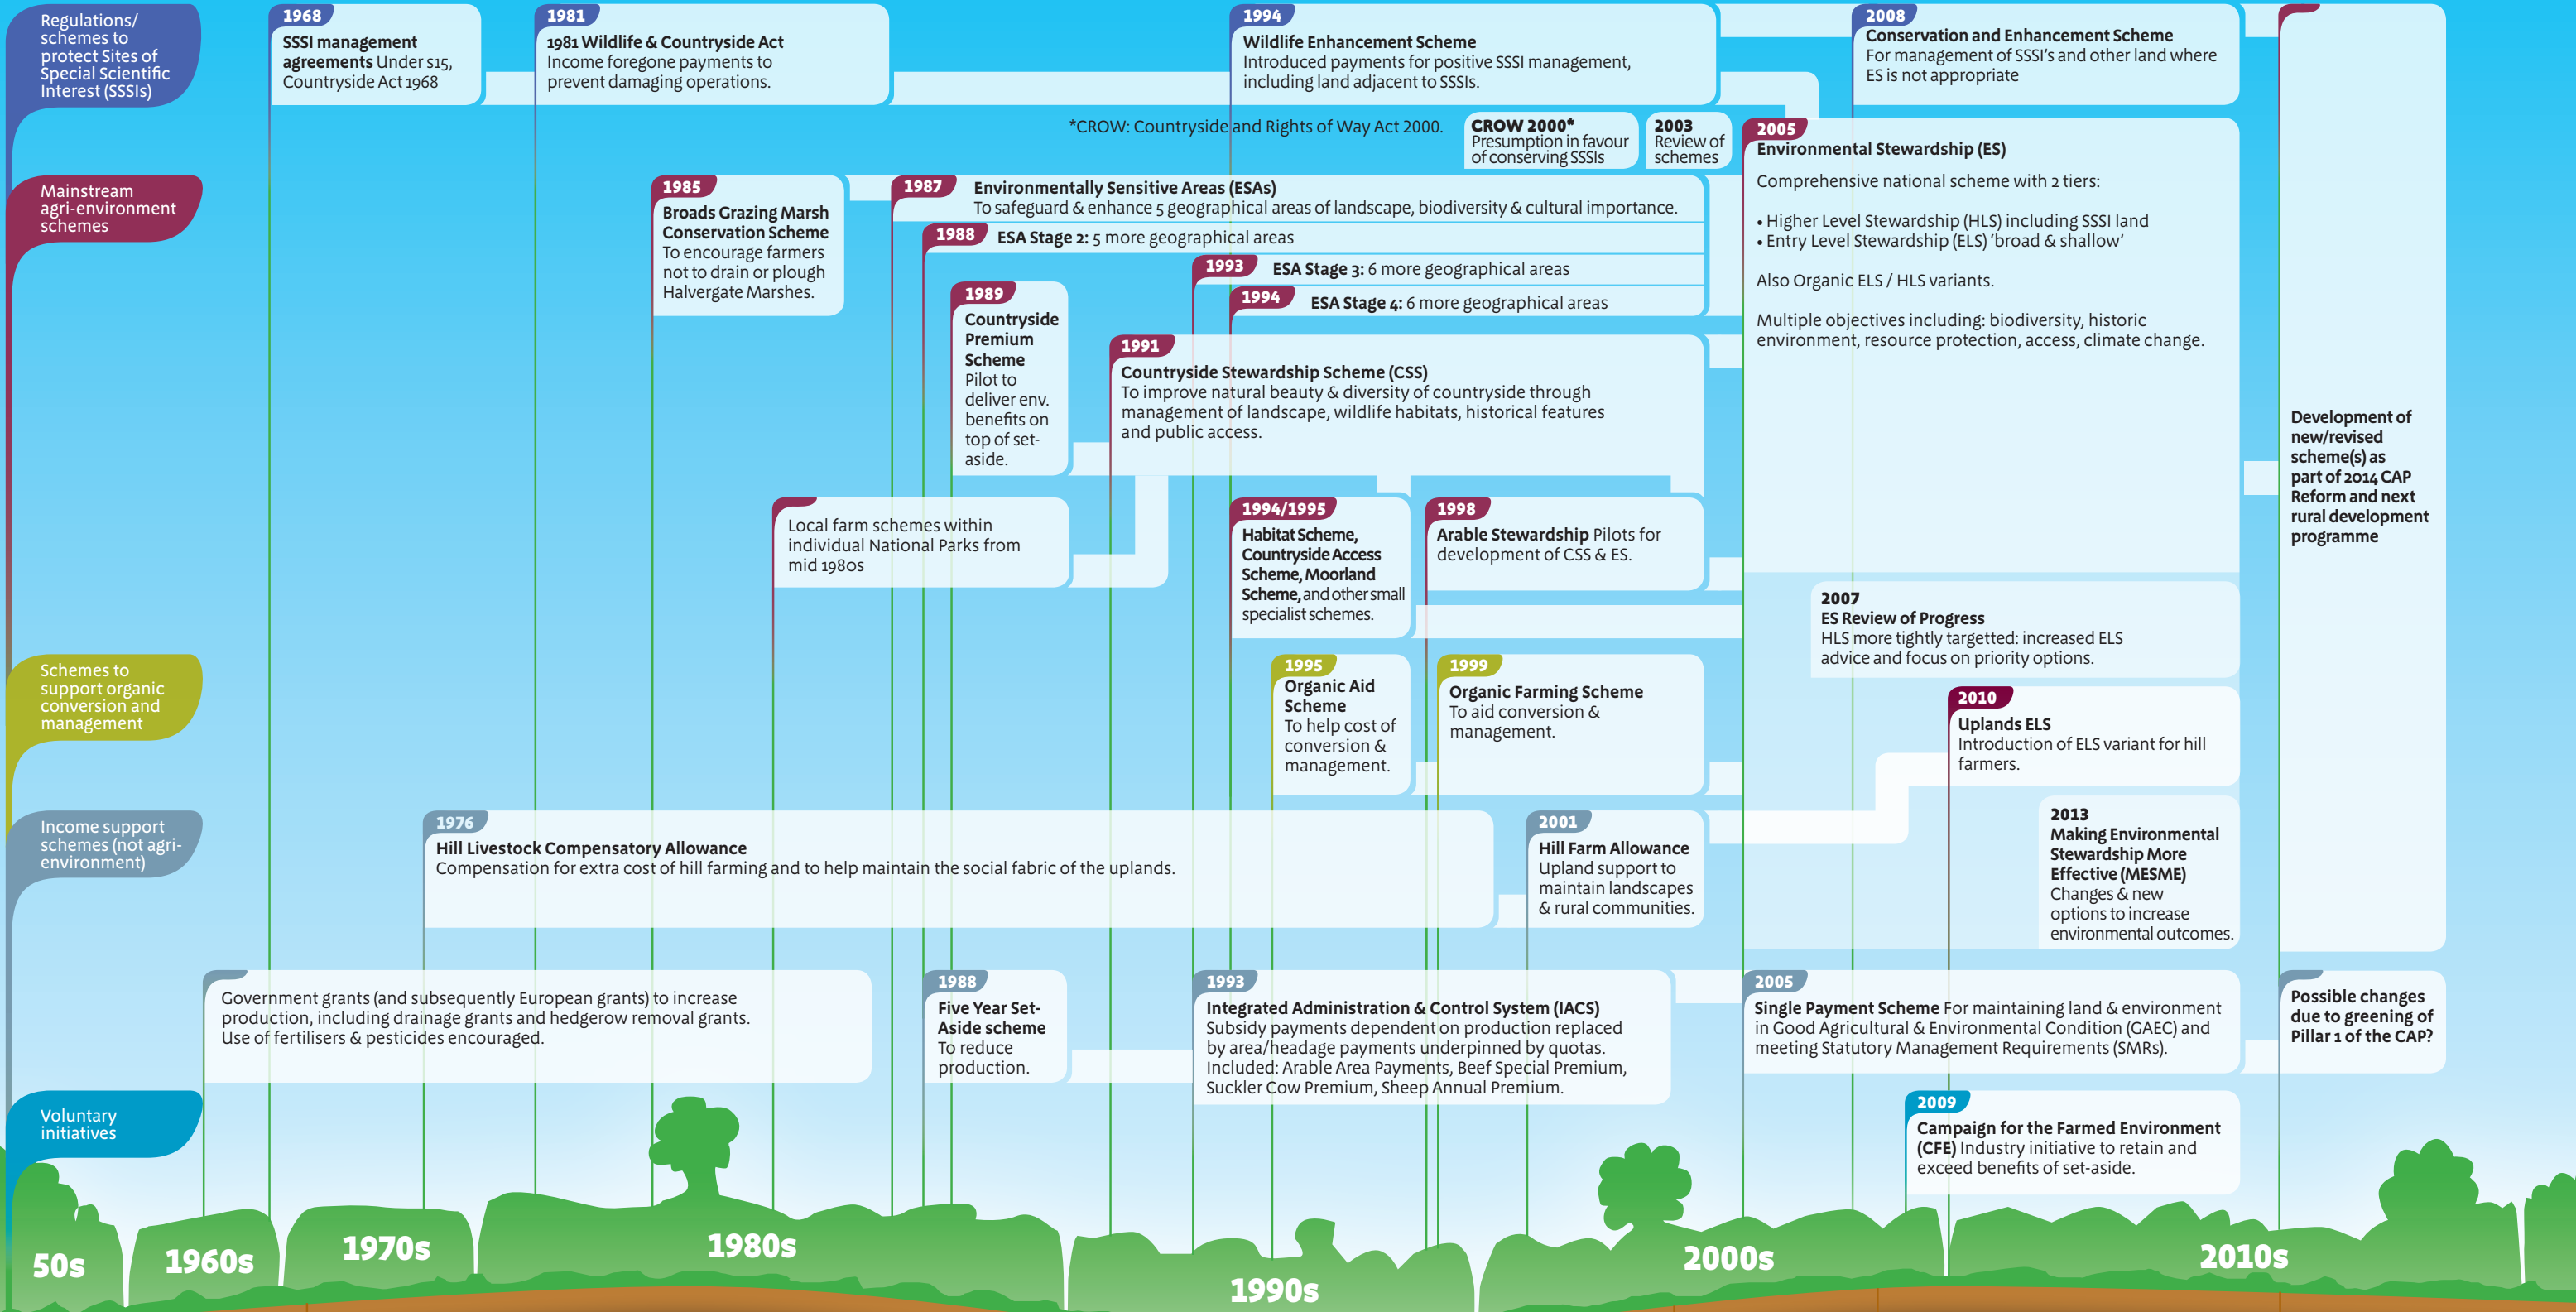 Regulations/
schemes to
protect Sites of
Special Scientific
Interest (SSSIs)
1968
SSSI management
agreements Under s15,
Countryside Act 1968
1981
1981 Wildlife & Countryside Act
Income foregone payments to
prevent damaging operations.
1994
Wildlife Enhancement Scheme
Introduced payments for positive SSSI management,
including land adjacent to SSSIs.
2008
Conservation and Enhancement Scheme
For management of SSSI's and other land where
ES is not appropriate
*CROW: Countryside and Rights of Way Act 2000.
CROW 2000*
Presumption in favour
of conserving SSSIs
2003
Review of
schemes
Mainstream
agri-environment
schemes
1985
Broads Grazing Marsh
Conservation Scheme
To encourage farmers
not to drain or plough
Halvergate Marshes.
1987
Environmentally Sensitive Areas (ESAs)
To safeguard & enhance 5 geographical areas of landscape, biodiversity & cultural importance.
1988
ESA Stage 2: 5 more geographical areas
1993
ESA Stage 3: 6 more geographical areas
1994
ESA Stage 4: 6 more geographical areas
1989
Countryside
Premium
Scheme
Pilot to
deliver env.
benefits on
top of set-
aside.
1991
Countryside Stewardship Scheme (CSS)
To improve natural beauty & diversity of countryside through
management of landscape, wildlife habitats, historical features
and public access.
Local farm schemes within
individual National Parks from
mid 1980s
1994/1995
Habitat Scheme,
Countryside Access
Scheme, Moorland
Scheme, and other small
specialist schemes.
1998
Arable Stewardship Pilots for
development of CSS & ES.
2005
Environmental Stewardship (ES)
Comprehensive national scheme with 2 tiers:
• Higher Level Stewardship (HLS) including SSSI land
• Entry Level Stewardship (ELS) 'broad & shallow'
Also Organic ELS / HLS variants.
Multiple objectives including: biodiversity, historic
environment, resource protection, access, climate change.
2007
ES Review of Progress
HLS more tightly targetted: increased ELS
advice and focus on priority options.
2010
Uplands ELS
Introduction of ELS variant for hill
farmers.
2013
Making Environmental
Stewardship More
Effective (MESME)
Changes & new
options to increase
environmental outcomes.
Development of
new/revised
scheme(s) as
part of 2014 CAP
Reform and next
rural development
programme
Schemes to
support organic
conversion and
management
1995
Organic Aid
Scheme
To help cost of
conversion &
management.
1999
Organic Farming Scheme
To aid conversion &
management.
Income support
schemes (not agri-
environment)
1976
Hill Livestock Compensatory Allowance
Compensation for extra cost of hill farming and to help maintain the social fabric of the uplands.
2001
Hill Farm Allowance
Upland support to
maintain landscapes
& rural communities.
Government grants (and subsequently European grants) to increase
production, including drainage grants and hedgerow removal grants.
Use of fertilisers & pesticides encouraged.
1988
Five Year Set-
Aside scheme
To reduce
production.
1993
Integrated Administration & Control System (IACS)
Subsidy payments dependent on production replaced
by area/headage payments underpinned by quotas.
Included: Arable Area Payments, Beef Special Premium,
Suckler Cow Premium, Sheep Annual Premium.
2005
Single Payment Scheme For maintaining land & environment
in Good Agricultural & Environmental Condition (GAEC) and
meeting Statutory Management Requirements (SMRs).
Possible changes
due to greening of
Pillar 1 of the CAP?
Voluntary
initiatives
2009
Campaign for the Farmed Environment
(CFE) Industry initiative to retain and
exceed benefits of set-aside.
50s
1960s
1970s
1980s
1990s
2000s
2010s